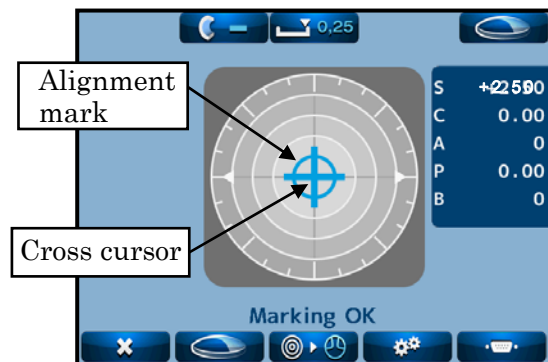 0,25
Alignment
mark
S
C 0.00
A 0
P 0.00
B 0
Cross cursor
Marking OK